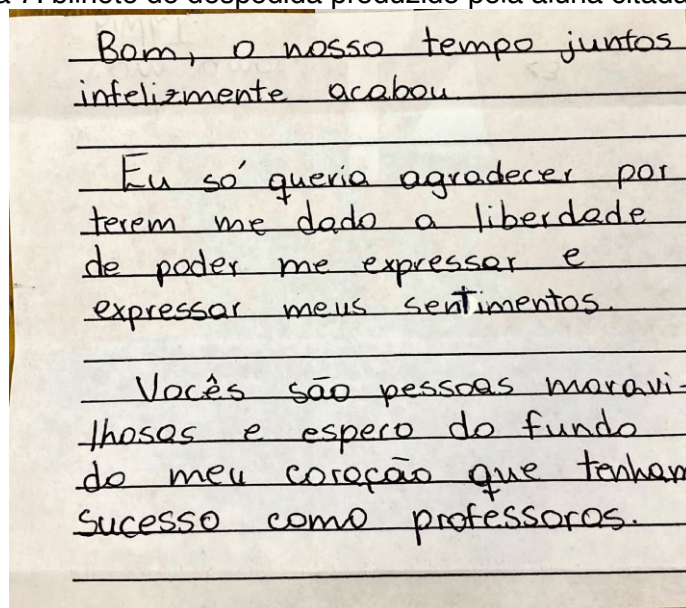 a 7: bilhete de despedida produzido pela aluna citada
Bom, o nosso tempo juntos
infelizmente acabou
Eu só queria agradecer por
terem me dado a liberdade
de poder me expressar e
expressar meus sentimentos.
Vocês são pessoas maravi-
lhosas e espero do fundo
do meu coração que tenham
sucesso como professoras.